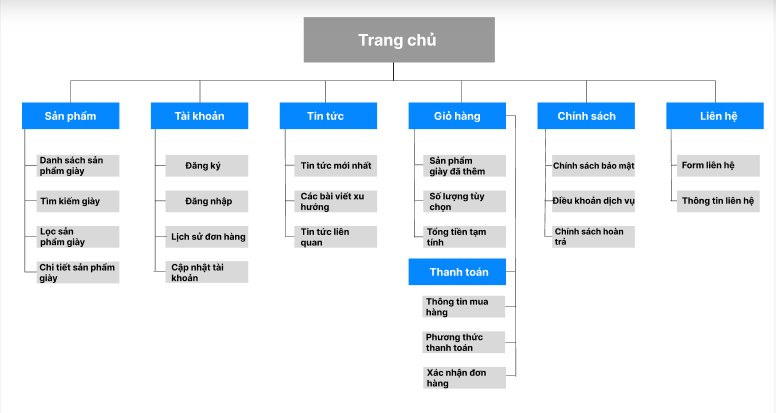 Trang chủ
Sản phẩm
Danh sách sản
phẩm giày
Tìm kiếm giày
Lọc sản
phẩm giày
Chi tiết sản phẩm
giày
Tài khoản
Đăng ký
Đăng nhập
Lịch sử đơn hàng
Cập nhật tài
khoản
Tin tức
Tin tức mới nhất
Các bài viết xu
hướng
Tin tức liên
quan
Giỏ hàng
Sản phẩm
giày đã thêm
Số lượng tùy
chọn
Tổng tiền tạm
tính
Thanh toán
Thông tin mua
hàng
Phương thức
thanh toán
Xác nhận đơn
hàng
Chính sách
Chính sách bảo mật
Điều khoản dịch vụ
Chính sách hoàn
trả
Liên hệ
Form liên hệ
Thông tin liên hệ